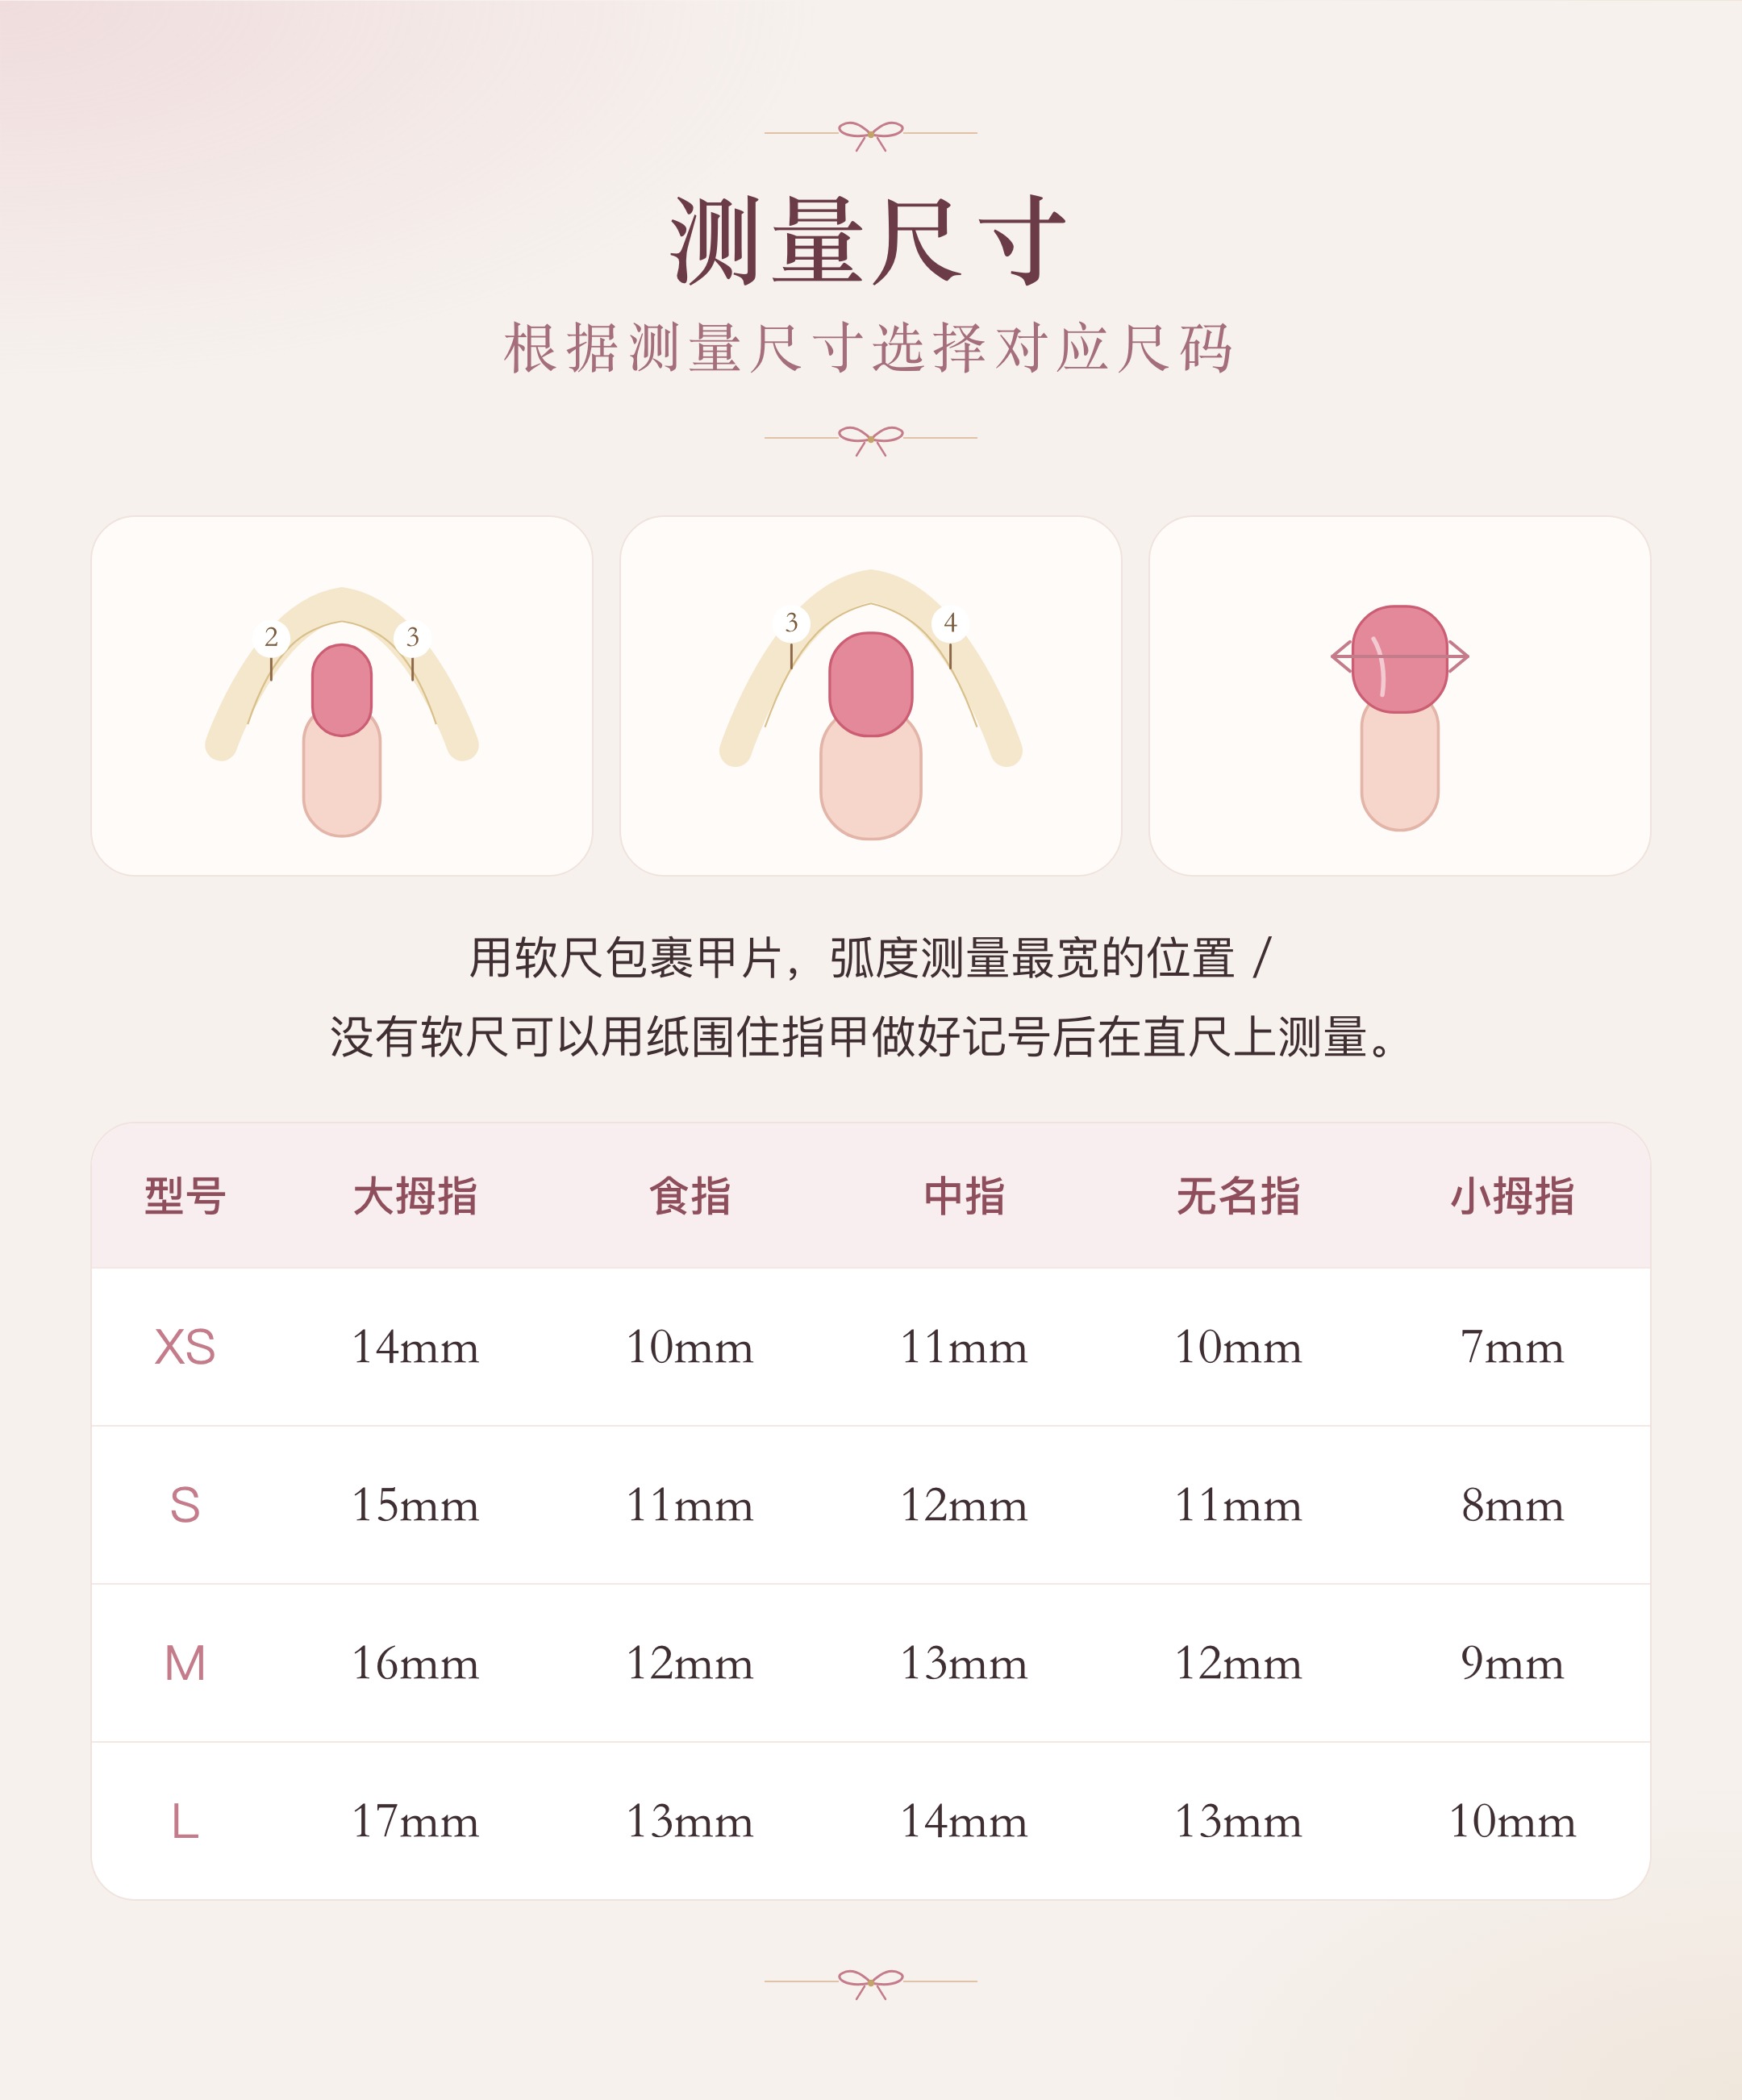 测量尺寸
根据测量尺寸选择对应尺码
2 3
3 4
用软尺包裹甲片，弧度测量最宽的位置 /
没有软尺可以用纸围住指甲做好记号后在直尺上测量。
型号 大拇指 食指 中指 无名指 小拇指
XS 14mm 10mm 11mm 10mm 7mm
S 15mm 11mm 12mm 11mm 8mm
M 16mm 12mm 13mm 12mm 9mm
L 17mm 13mm 14mm 13mm 10mm